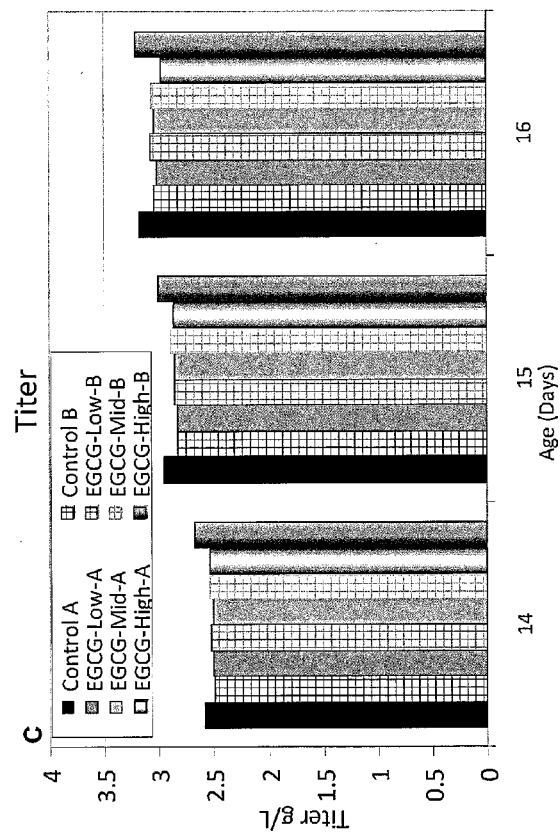 C
Titer
Control A
Control B
EGCG-Low-A
EGCG-Low-B
EGCG-Mid-A
EGCG-Mid-B
EGCG-High-A
EGCG-High-B
4
3.5
3
2.5
2
1.5
1
0.5
0
Titer g/L
14
15
16
Age (Days)